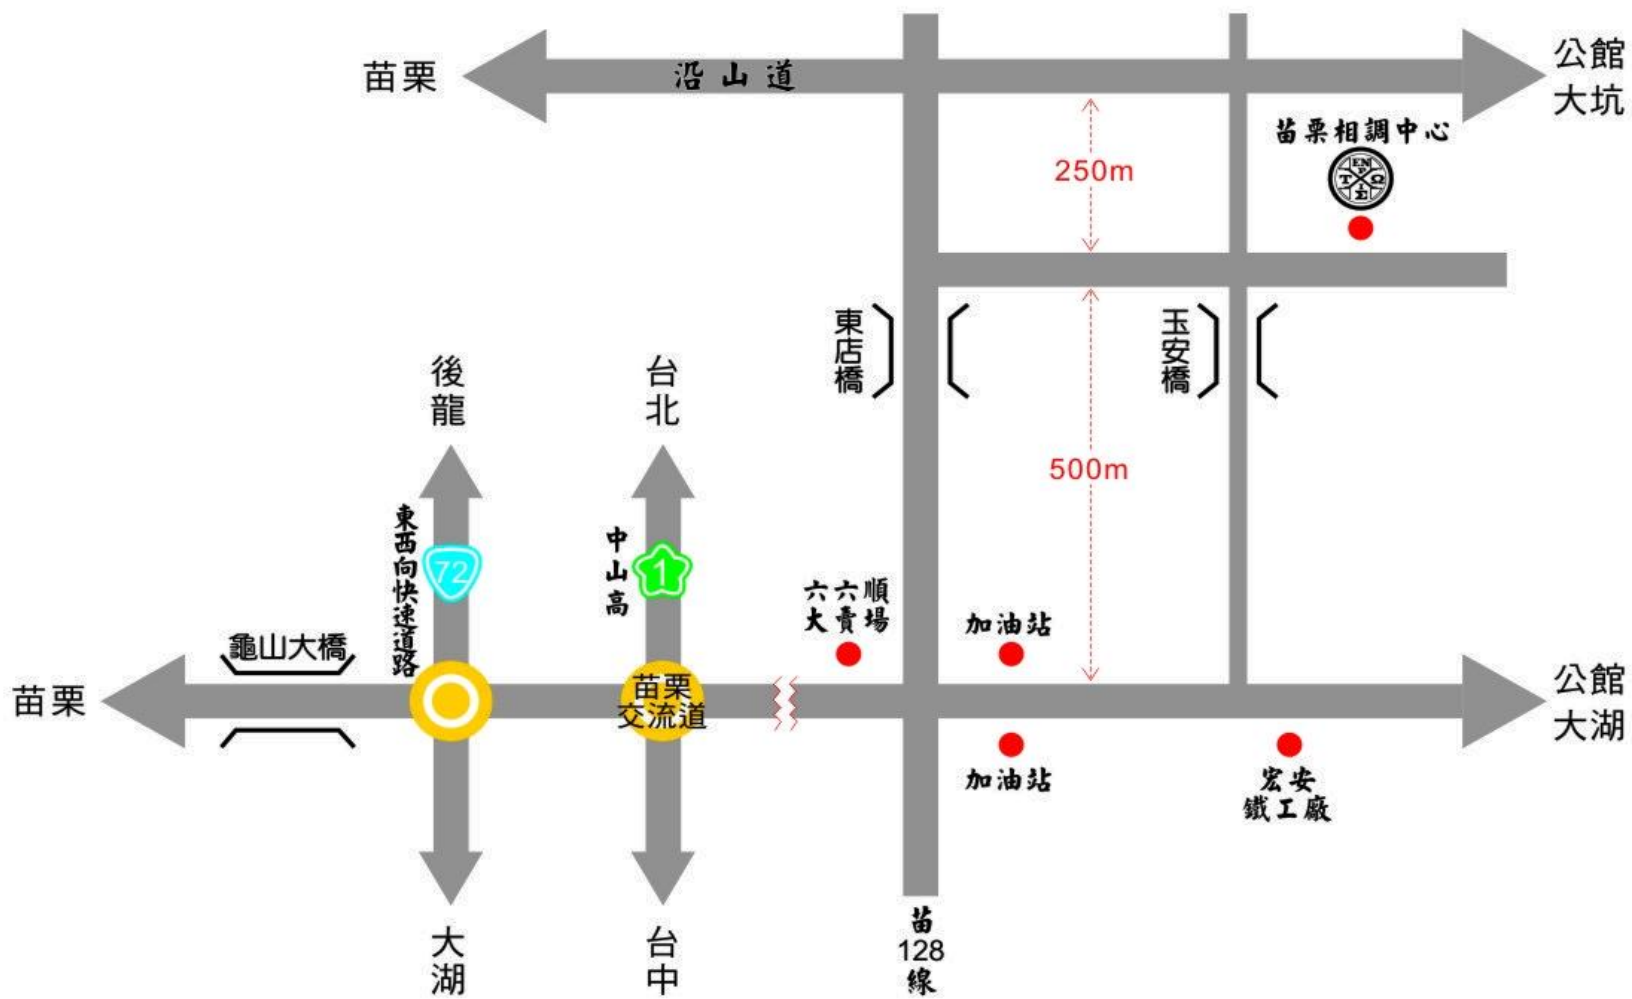 苗栗
沿山道
公館
大坑
苗栗相調中心
250m
東店橋
玉安橋
後龍
台北
500m
東西向快速道路
72
中山高
1
六六順
大賣場
加油站
龜山大橋
苗栗
苗栗
交流道
公館
大湖
加油站
宏安
鐵工廠
大湖
台中
苗
128
線